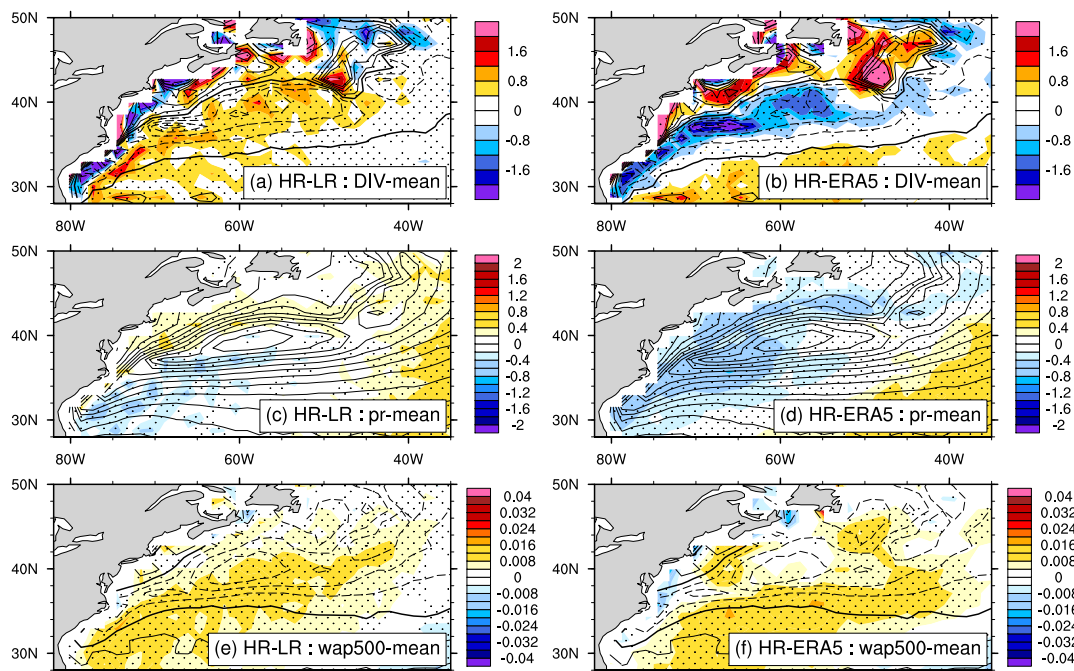 50N
40N
30N
80W
60W
40W
1.6
0.8
0
-0.8
-1.6
(a) HR-LR : DIV-mean
50N
40N
30N
80W
60W
40W
1.6
0.8
0
-0.8
-1.6
(b) HR-ERA5 : DIV-mean
50N
40N
30N
80W
60W
40W
2
1.6
1.2
0.8
0.4
0
-0.4
-0.8
-1.2
-1.6
-2
(c) HR-LR : pr-mean
50N
40N
30N
80W
60W
40W
2
1.6
1.2
0.8
0.4
0
-0.4
-0.8
-1.2
-1.6
-2
(d) HR-ERA5 : pr-mean
50N
40N
30N
80W
60W
40W
0.04
0.032
0.024
0.016
0.008
0
-0.008
-0.016
-0.024
-0.032
-0.04
(e) HR-LR : wap500-mean
50N
40N
30N
80W
60W
40W
0.04
0.032
0.024
0.016
0.008
0
-0.008
-0.016
-0.024
-0.032
-0.04
(f) HR-ERA5 : wap500-mean